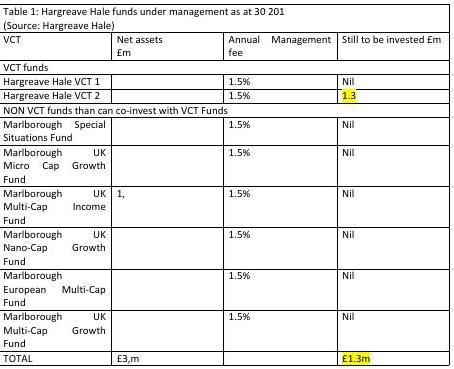 Table 1: Hargreave Hale funds under management as at 30 201
(Source: Hargreave Hale)
VCT Net assets Annual Management Still to be invested £m
£m fee
VCT funds
Hargreave Hale VCT 1 1.5% Nil
Hargreave Hale VCT 2 1.5% 1.3
NON VCT funds than can co-invest with VCT Funds
Marlborough Special 1.5% Nil
Situations Fund
Marlborough UK 1.5% Nil
Micro Cap Growth
Fund
Marlborough UK 1, 1.5% Nil
Multi-Cap Income
Fund
Marlborough UK 1.5% Nil
Nano-Cap Growth
Fund
Marlborough 1.5% Nil
European Multi-Cap
Fund
Marlborough UK 1.5% Nil
Multi-Cap Growth
Fund
TOTAL £3,m £1.3m